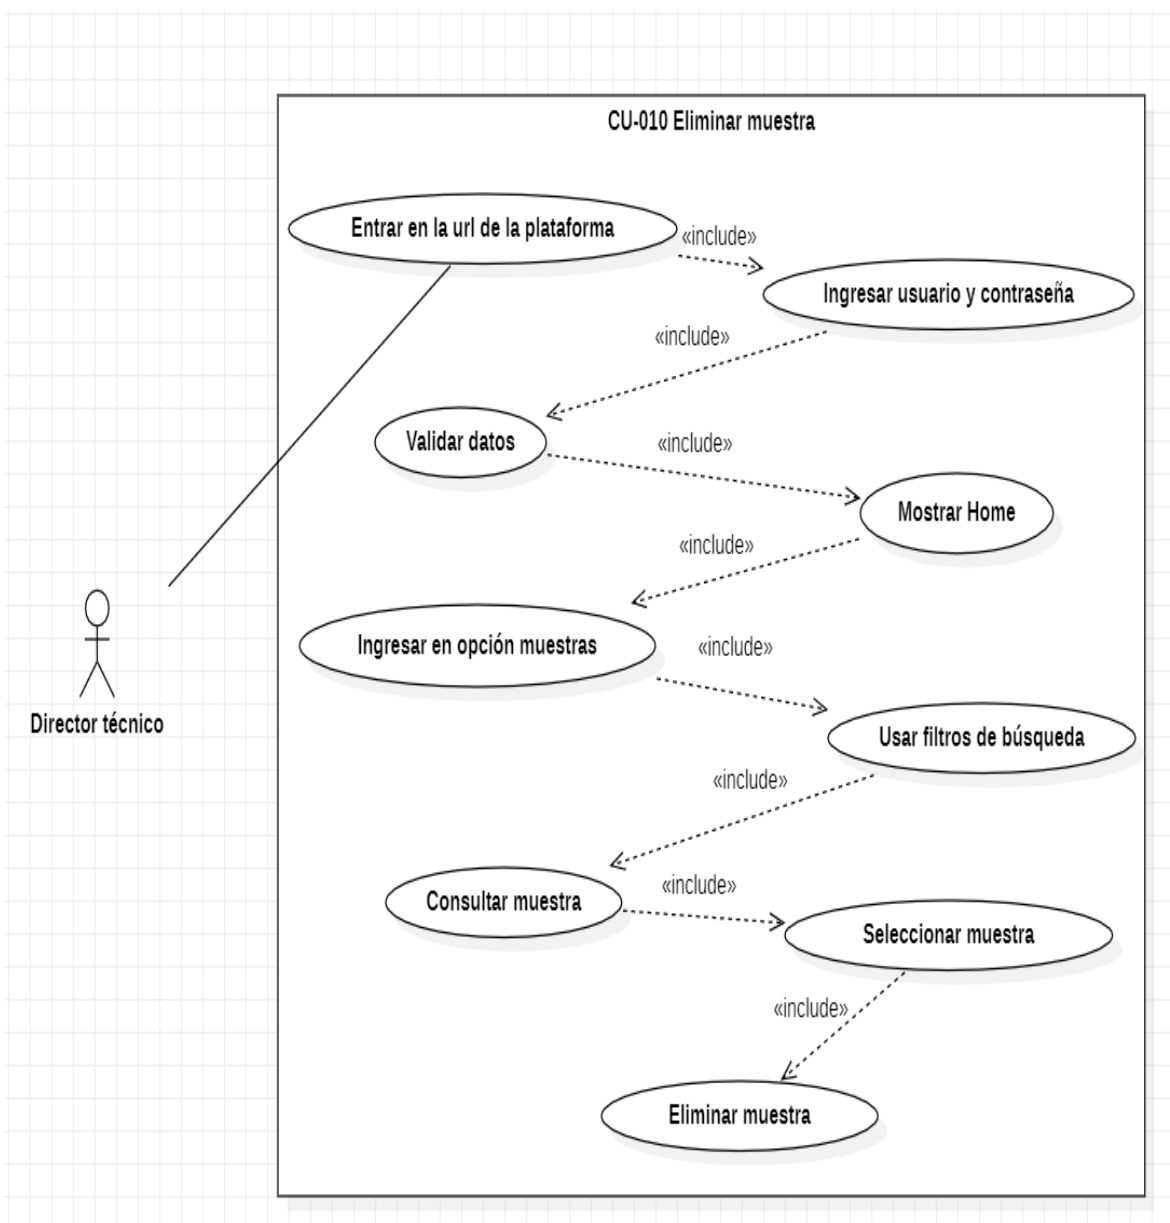 CU-010 Eliminar muestra
Entrar en la url de la plataforma
«include»
Ingresar usuario y contraseña
«include»
Validar datos
«include»
Mostrar Home
«include»
Ingresar en opción muestras
«include»
Director técnico
Usar filtros de búsqueda
«include»
Consultar muestra
«include»
Seleccionar muestra
«include»
Eliminar muestra